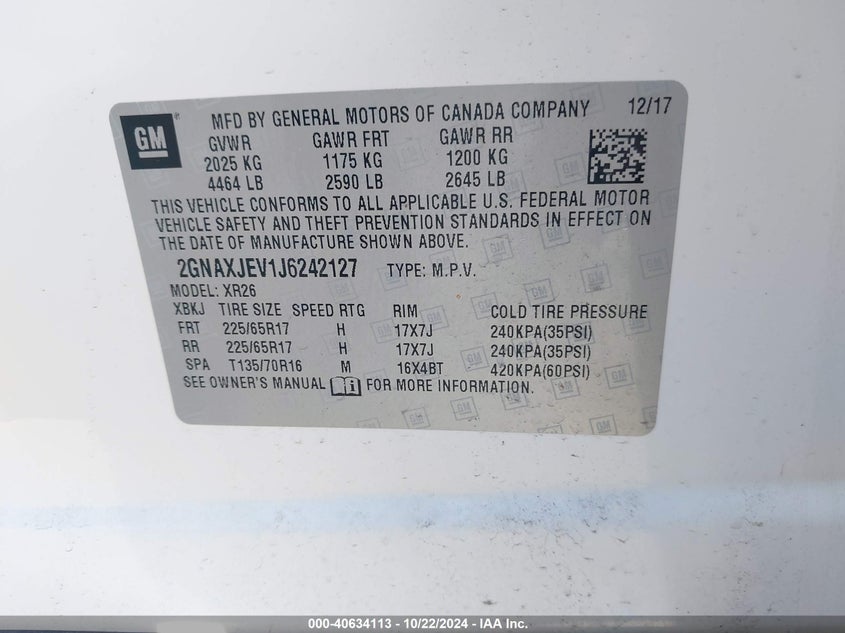 GM MFD BY GENERAL MOTORS OF CANADA COMPANY 12/17
GVWR GAWR FRT GAWR RR
2025 KG 1175 KG 1200 KG
4464 LB 2590 LB 2645 LB
THIS VEHICLE CONFORMS TO ALL APPLICABLE U.S. FEDERAL MOTOR
VEHICLE SAFETY AND THEFT PREVENTION STANDARDS IN EFFECT ON
THE DATE OF MANUFACTURE SHOWN ABOVE.
2GNAXJEV1J6242127 TYPE: M.P.V.
MODEL: XR26
XBKJ TIRE SIZE SPEED RTG RIM COLD TIRE PRESSURE
FRT 225/65R17 H 17X7J 240KPA(35PSI)
RR 225/65R17 H 17X7J 240KPA(35PSI)
SPA T135/70R16 M 16X4BT 420KPA(60PSI)
SEE OWNER'S MANUAL FOR MORE INFORMATION.
000-40634113 - 10/22/2024 - IAA Inc.